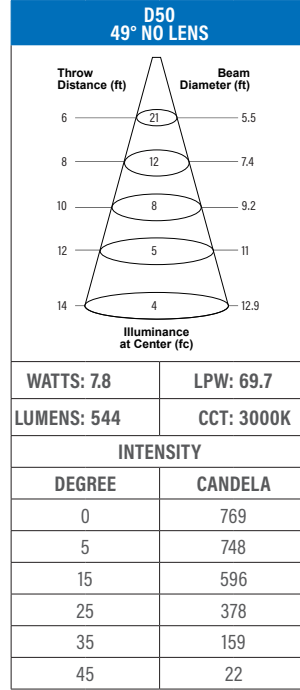 D50
49° NO LENS
Throw Beam
Distance (ft) Diameter (ft)
6 21 5.5
8 12 7.4
10 8 9.2
12 5 11
14 4 12.9
Illuminance
at Center (fc)
WATTS: 7.8 LPW: 69.7
LUMENS: 544 CCT: 3000K
INTENSITY
DEGREE CANDELA
0 769
5 748
15 596
25 378
35 159
45 22